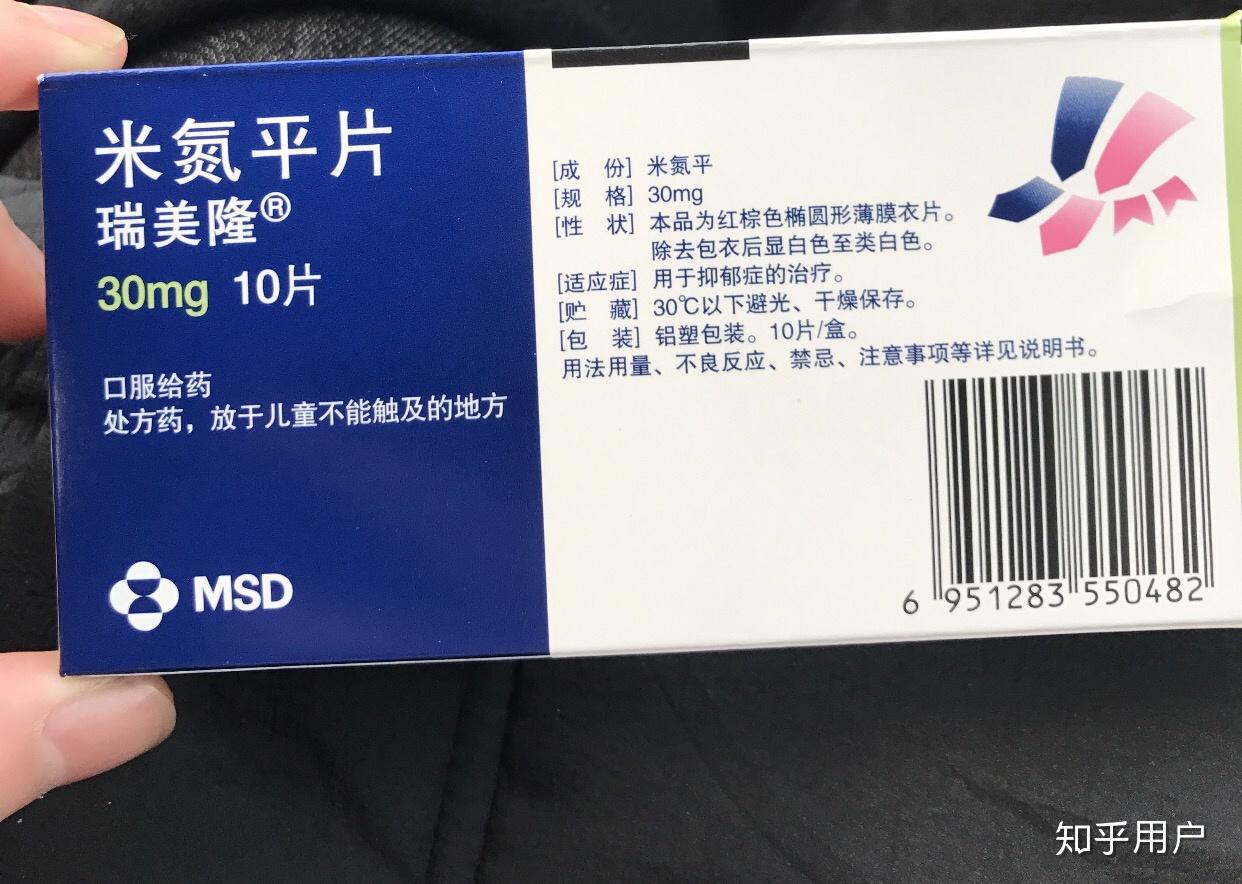 米氮平片
瑞美隆®
30mg 10片
口服给药
处方药，放于儿童不能触及的地方
MSD
[成 份] 米氮平
[规 格] 30mg
[性 状] 本品为红棕色椭圆形薄膜衣片。
除去包衣后显白色至类白色。
[适应症] 用于抑郁症的治疗。
[贮 藏] 30℃以下避光、干燥保存。
[包 装] 铝塑包装。10片/盒。
用法用量、不良反应、禁忌、注意事项等详见说明书。
6 951283 550482
知乎用户